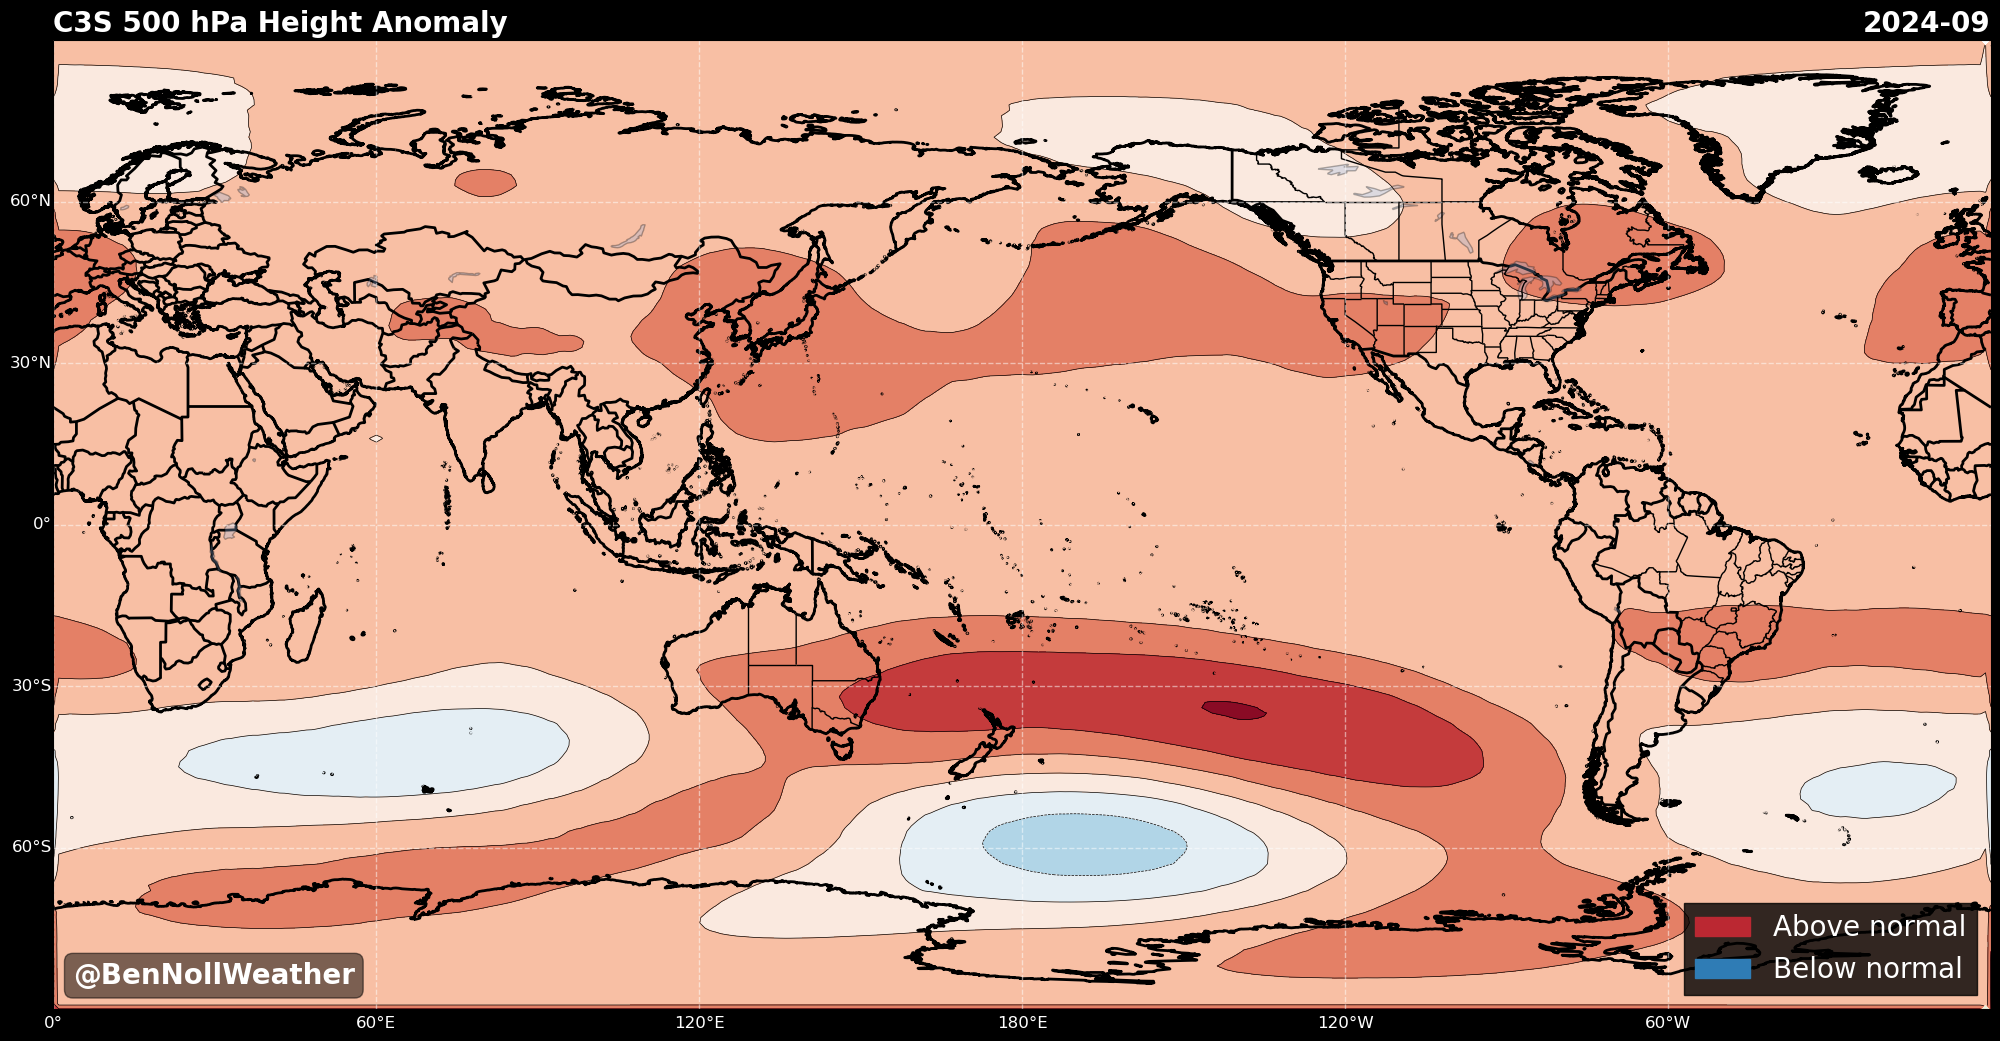 C3S 500 hPa Height Anomaly
2024-09
60°N
30°N
0°
30°S
60°S
Above normal
Below normal
@BenNollWeather
0°
60°E
120°E
180°E
120°W
60°W